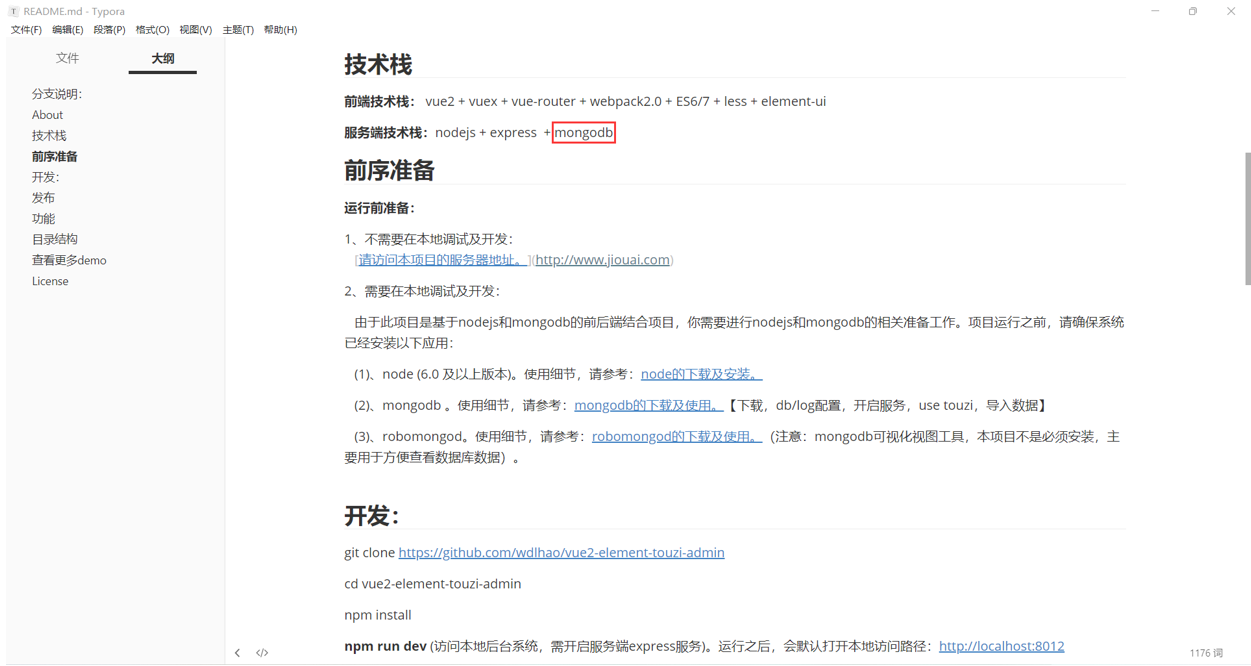 README.md - Typora
文件(F) 编辑(E) 段落(P) 格式(O) 视图(V) 主题(T) 帮助(H)
文件 大纲
分支说明：
About
技术栈
前序准备
开发：
发布
功能
目录结构
查看更多demo
License
技术栈
前端技术栈： vue2 + vuex + vue-router + webpack2.0 + ES6/7 + less + element-ui
服务端技术栈：nodejs + express + mongodb
前序准备
运行前准备：
1、不需要在本地调试及开发：
[请访问本项目的服务器地址。](http://www.jiouai.com)
2、需要在本地调试及开发：
由于此项目是基于nodejs和mongodb的前后端结合项目，你需要进行nodejs和mongodb的相关准备工作。项目运行之前，请确保系统
已经安装以下应用：
(1)、node (6.0 及以上版本)。使用细节，请参考：node的下载及安装。
(2)、mongodb 。使用细节，请参考：mongodb的下载及使用。【下载，db/log配置，开启服务，use touzi，导入数据】
(3)、robomongod。使用细节，请参考：robomongod的下载及使用。（注意：mongodb可视化视图工具，本项目不是必须安装，主
要用于方便查看数据库数据）。
开发：
git clone https://github.com/wdlhao/vue2-element-touzi-admin
cd vue2-element-touzi-admin
npm install
npm run dev (访问本地后台系统，需开启服务端express服务)。运行之后，会默认打开本地访问路径：http://localhost:8012
</> 1176 词